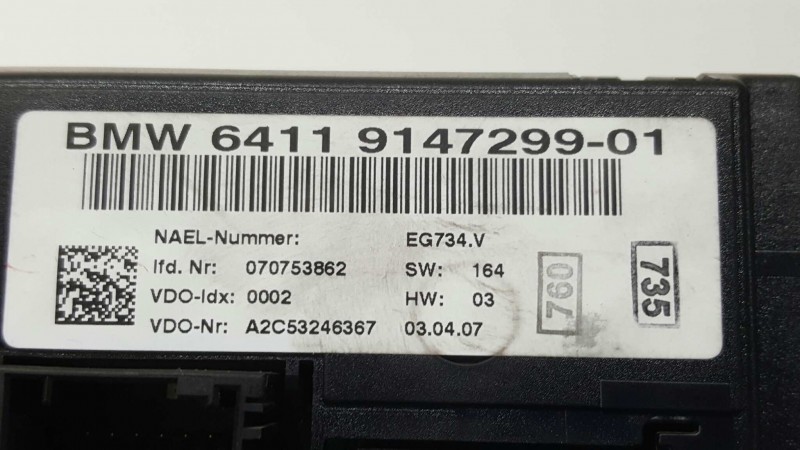 BMW 6411 9147299-01
NAEL-Nummer: EG734.V
lfd. Nr: 070753862 SW: 164
VDO-Idx: 0002 HW: 03
VDO-Nr: A2C53246367 03.04.07
760
735